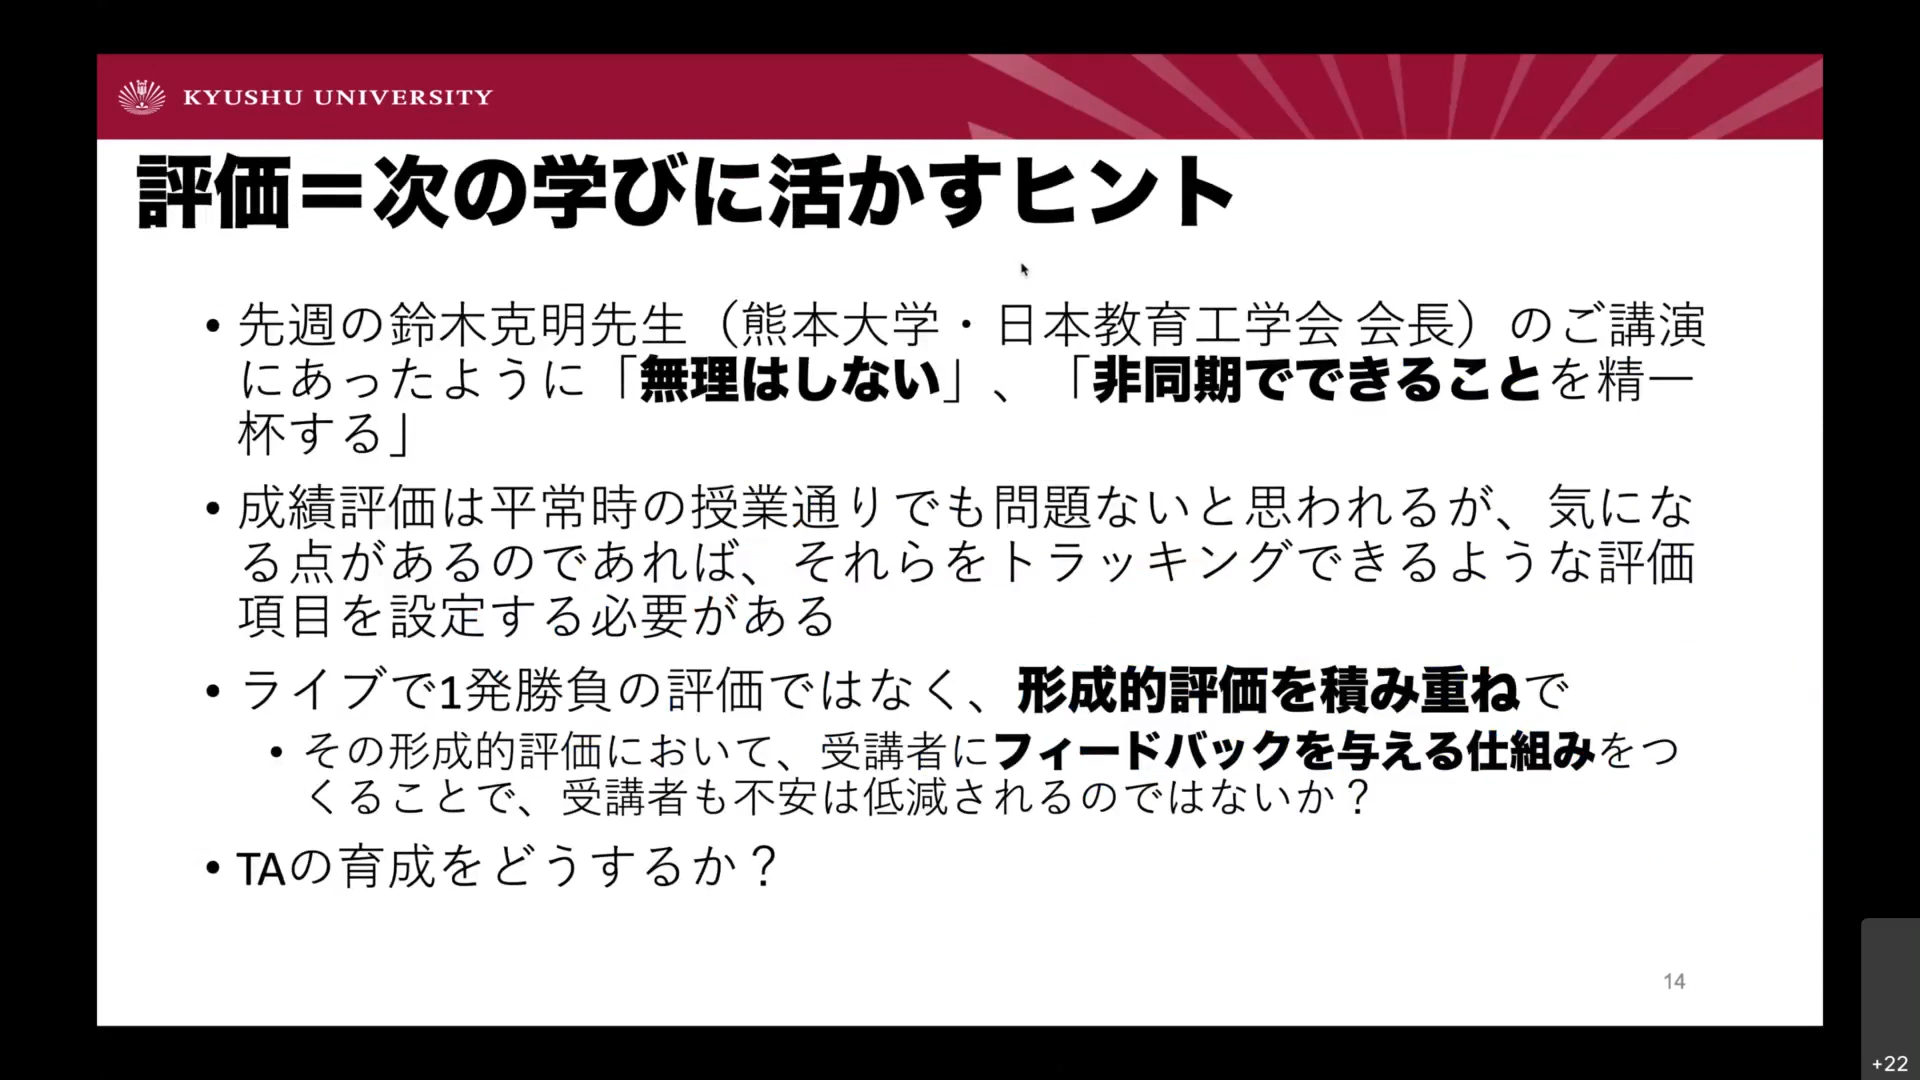 KYUSHU UNIVERSITY
評価＝次の学びに活かすヒント
• 先週の鈴木克明先生（熊本大学・日本教育工学会 会長）のご講演
にあったように「無理はしない」、「非同期でできることを精一
杯する」
• 成績評価は平常時の授業通りでも問題ないと思われるが、気にな
る点があるのであれば、それらをトラッキングできるような評価
項目を設定する必要がある
• ライブで1発勝負の評価ではなく、形成的評価を積み重ねで
• その形成的評価において、受講者にフィードバックを与える仕組みをつ
くることで、受講者も不安は低減されるのではないか？
• TAの育成をどうするか？
14
+22